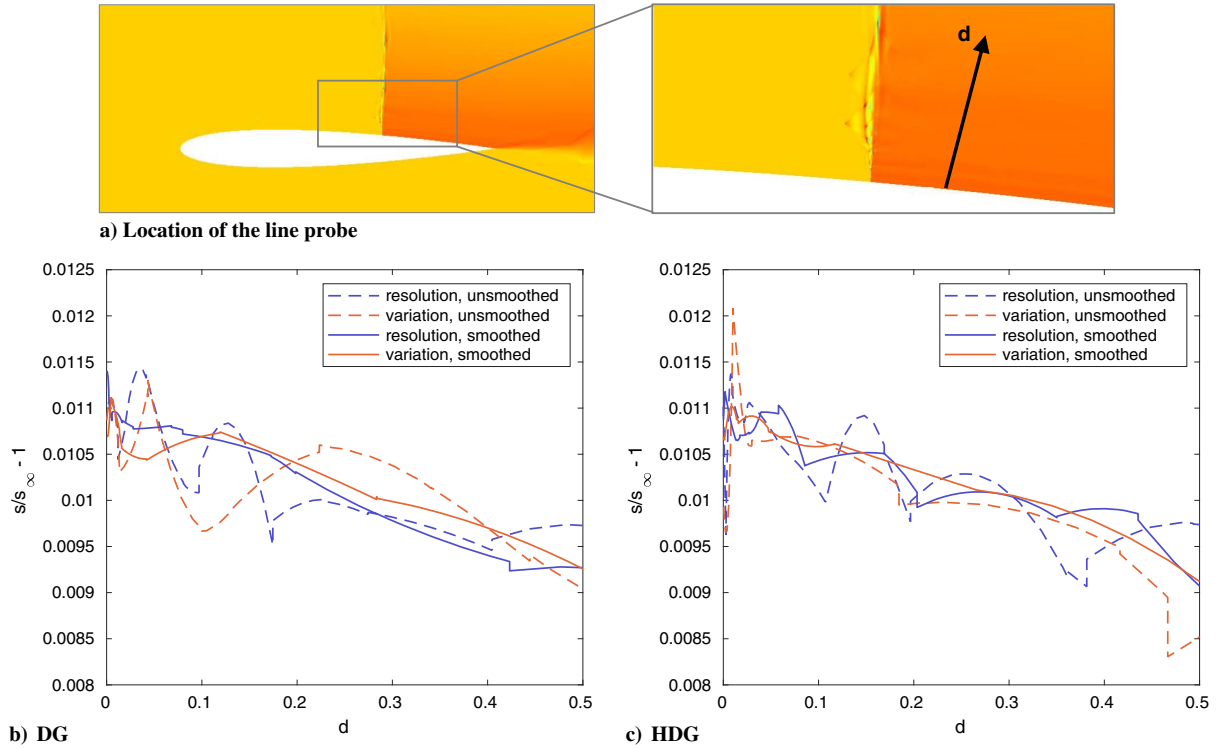 d
a) Location of the line probe
0.0125
0.012
0.0115
0.011
0.0105
0.01
0.0095
0.009
0.0085
0.008
s/s∞ - 1
resolution, unsmoothed
variation, unsmoothed
resolution, smoothed
variation, smoothed
0 0.1 0.2 0.3 0.4 0.5
d
b) DG
0.0125
0.012
0.0115
0.011
0.0105
0.01
0.0095
0.009
0.0085
0.008
s/s∞ - 1
resolution, unsmoothed
variation, unsmoothed
resolution, smoothed
variation, smoothed
0 0.1 0.2 0.3 0.4 0.5
d
c) HDG